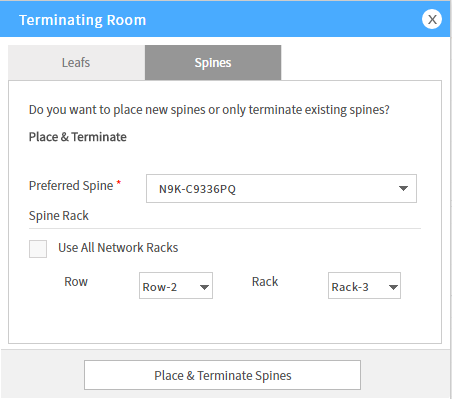 Terminating Room
X
Leafs Spines
Do you want to place new spines or only terminate existing spines?
Place & Terminate
Preferred Spine * N9K-C9336PQ
Spine Rack
Use All Network Racks
Row Row-2 Rack Rack-3
Place & Terminate Spines